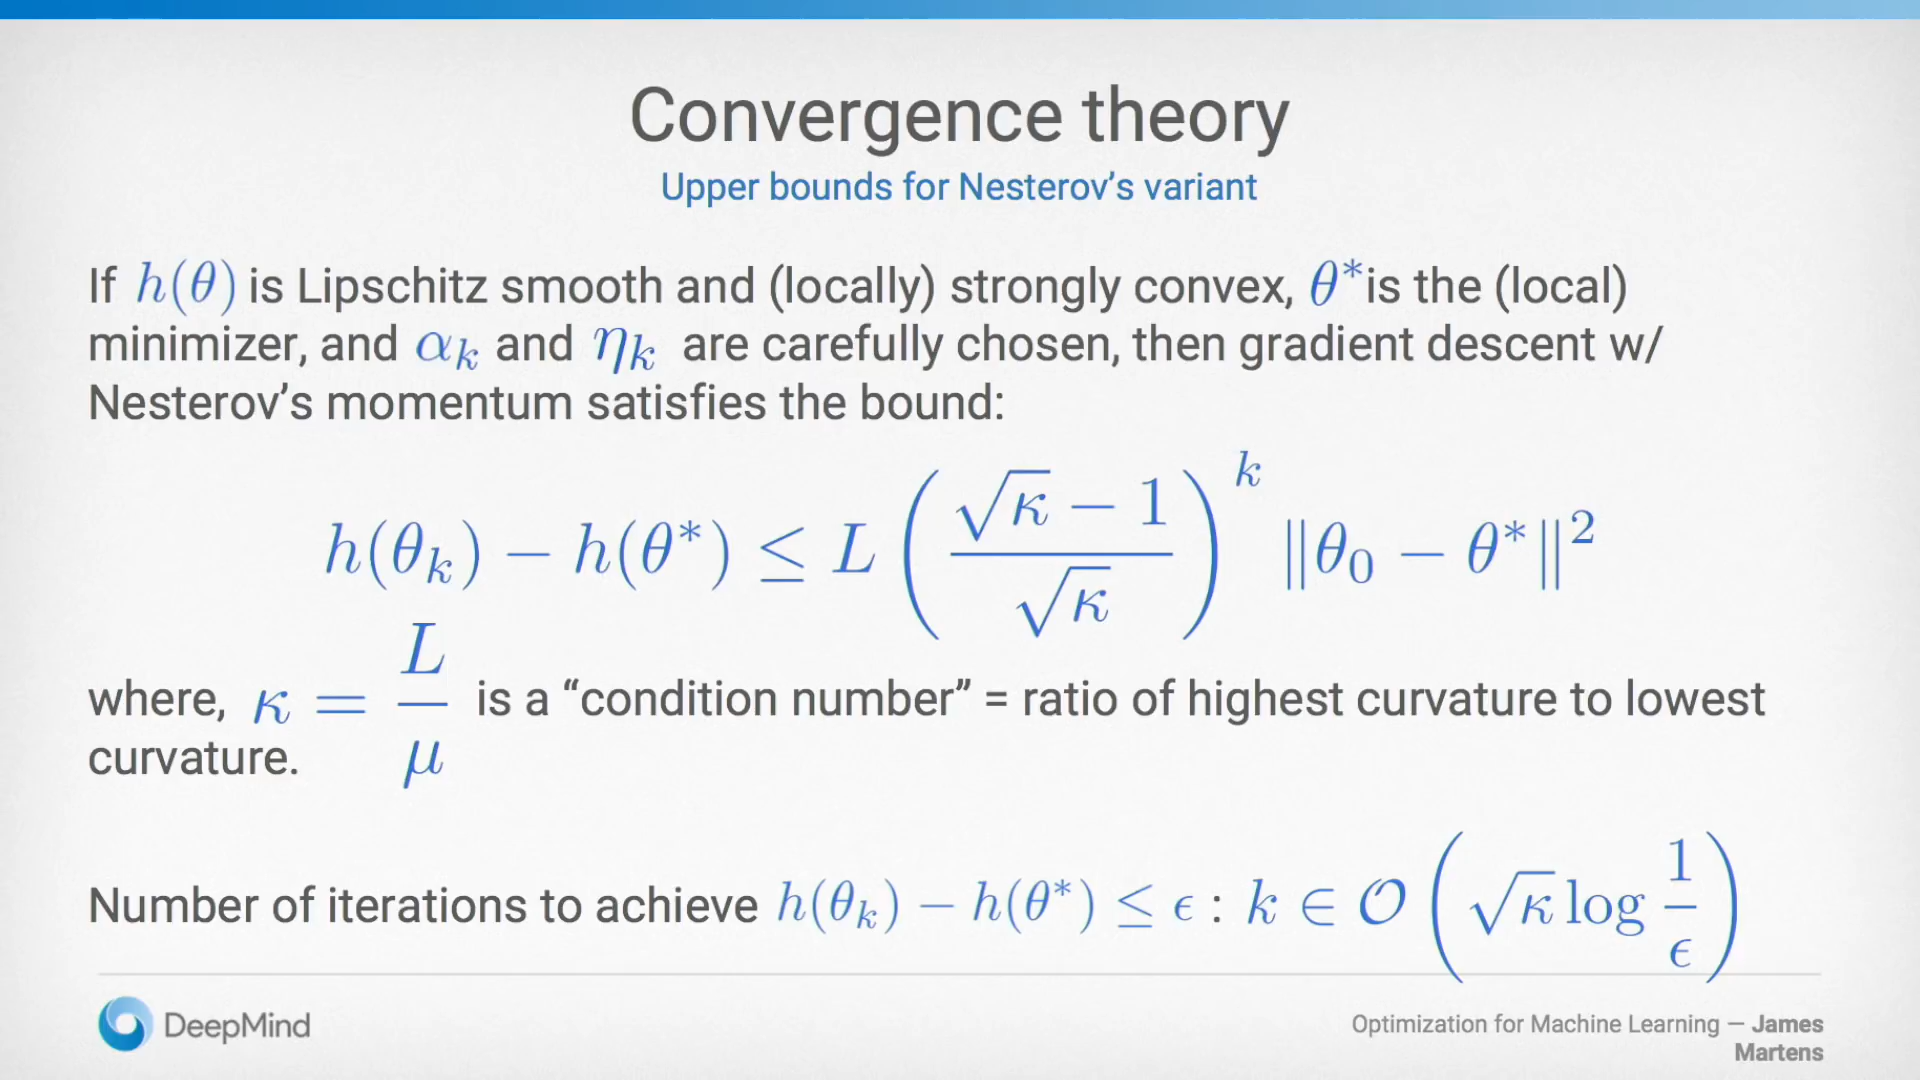 Convergence theory
Upper bounds for Nesterov’s variant
If h(θ) is Lipschitz smooth and (locally) strongly convex, θ* is the (local)
minimizer, and α_k and η_k are carefully chosen, then gradient descent w/
Nesterov’s momentum satisfies the bound:
h(θ_k) − h(θ*) ≤ L ((√κ − 1)/√κ)^k ‖θ_0 − θ*‖^2
where, κ = L/μ is a “condition number” = ratio of highest curvature to lowest
curvature.
Number of iterations to achieve h(θ_k) − h(θ*) ≤ ϵ : k ∈ 𝒪(√κ log 1/ϵ)
DeepMind
Optimization for Machine Learning — James
Martens